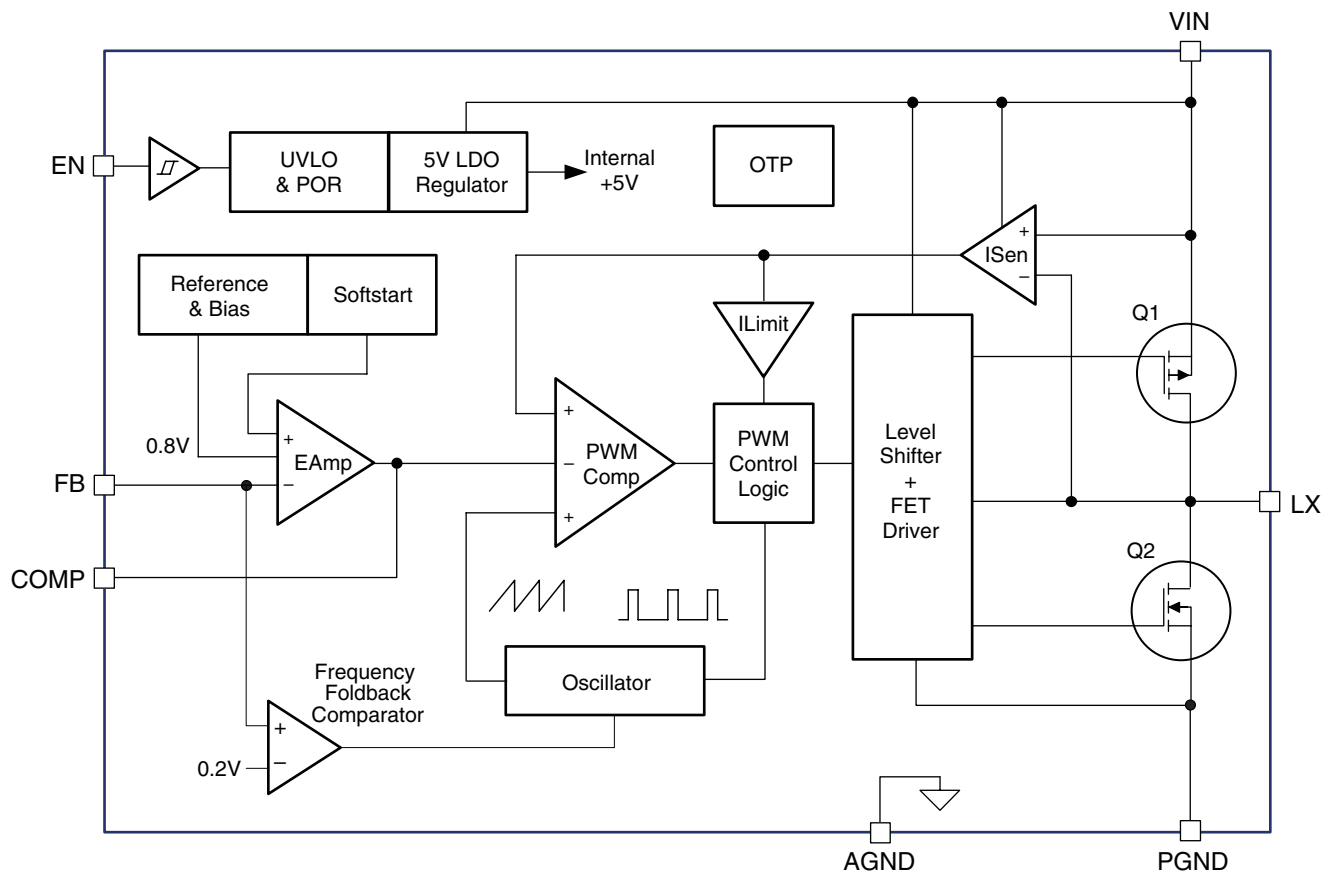 VIN
EN
UVLO
& POR
5V LDO
Regulator
Internal
+5V
OTP
Reference
& Bias
Softstart
+
ISen
−
ILimit
Q1
0.8V
+
EAmp
−
FB
+
−
PWM
Comp
+
PWM
Control
Logic
Level
Shifter
+
FET
Driver
LX
Q2
COMP
Frequency
Foldback
Comparator
Oscillator
+
0.2V
−
AGND
PGND